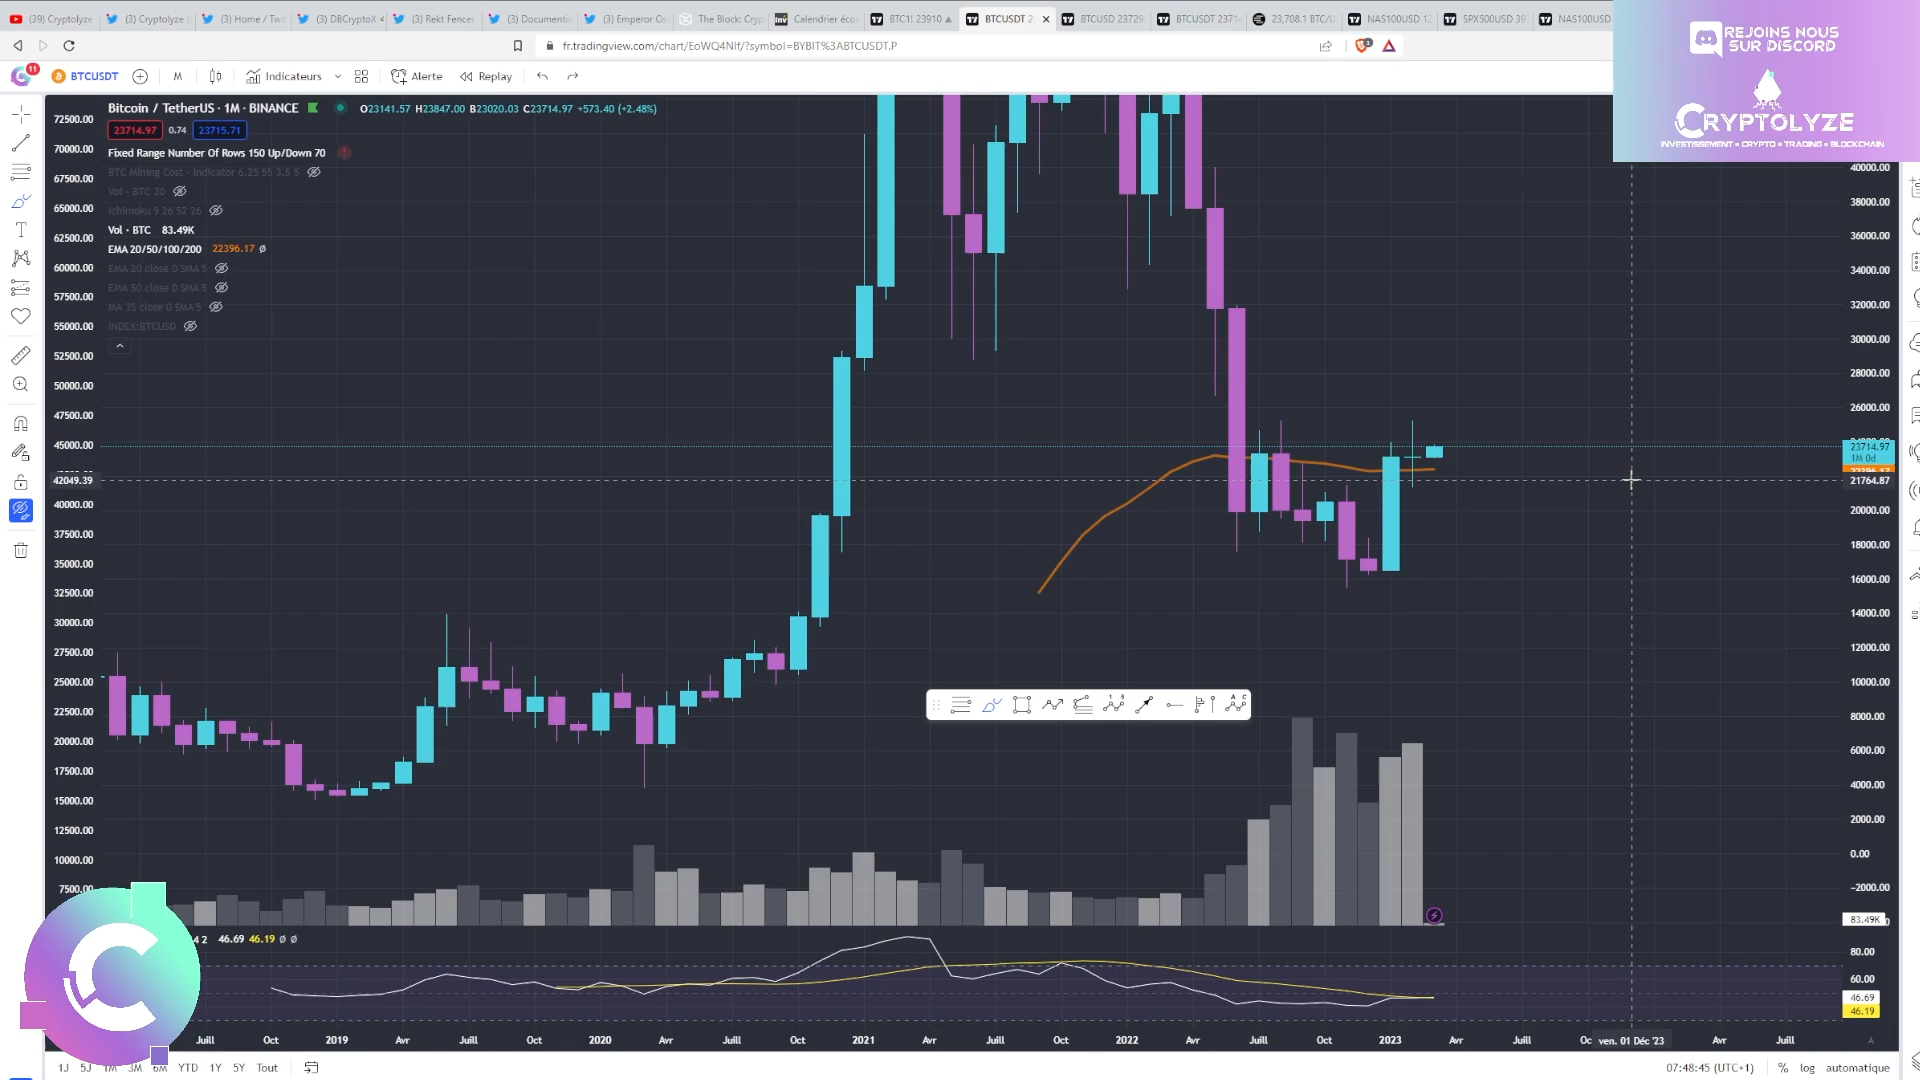 (39) Cryptolyze
(3) Cryptolyze (
(3) Home / Twit
(3) DBCryptoX
(3) Rekt Fencer
(3) Documentin
(3) Emperor Os
The Block: Cryp
Calendrier écor
BTC1! 23910
BTCUSDT 2
BTCUSD 23729
BTCUSDT 2371
23,708.1 BTC/U
NAS100USD 12
SPX500USD 39
NAS100USD
fr.tradingview.com/chart/EoWQ4NIf/?symbol=BYBIT%3ABTCUSDT.P
REJOINS NOUS
SUR DISCORD
CRYPTOLYZE
INVESTISSEMENT • CRYPTO • TRADING • BLOCKCHAIN
11
BTCUSDT
M
Indicateurs
Alerte
Replay
Bitcoin / TetherUS · 1M · BINANCE
O23141.57 H23847.00 B23020.03 C23714.97 +573.40 (+2.48%)
23714.97 0.74 23715.71
Fixed Range Number Of Rows 150 Up/Down 70
BTC Mining Cost - Indicator 6.25 55 3.5 5
Vol · BTC 20
Ichimoku 9 26 52 26
Vol · BTC 83.49K
EMA 20/50/100/200 22396.17 Ø
EMA 20 close 0 SMA 5
EMA 50 close 0 SMA 5
MA 35 close 0 SMA 5
INDEX:BTCUSD
72500.00
70000.00
67500.00
65000.00
62500.00
60000.00
57500.00
55000.00
52500.00
50000.00
47500.00
45000.00
42049.39
40000.00
37500.00
35000.00
32500.00
30000.00
27500.00
25000.00
22500.00
20000.00
17500.00
15000.00
12500.00
10000.00
7500.00
40000.00
38000.00
36000.00
34000.00
32000.00
30000.00
28000.00
26000.00
23714.97
1M 0d
21764.87
20000.00
18000.00
16000.00
14000.00
12000.00
10000.00
8000.00
6000.00
4000.00
2000.00
0.00
−2000.00
83.49K
4 2 46.69 46.19 Ø Ø
80.00
60.00
46.69
46.19
Juill
Oct
2019
Avr
Juill
Oct
2020
Avr
Juill
Oct
2021
Avr
Juill
Oct
2022
Avr
Juill
Oct
2023
Avr
Juill
Oc
ven. 01 Déc '23
Avr
Juill
1J 5J 1M 3M 6M YTD 1Y 5Y Tout
07:48:45 (UTC+1)
%
log
automatique